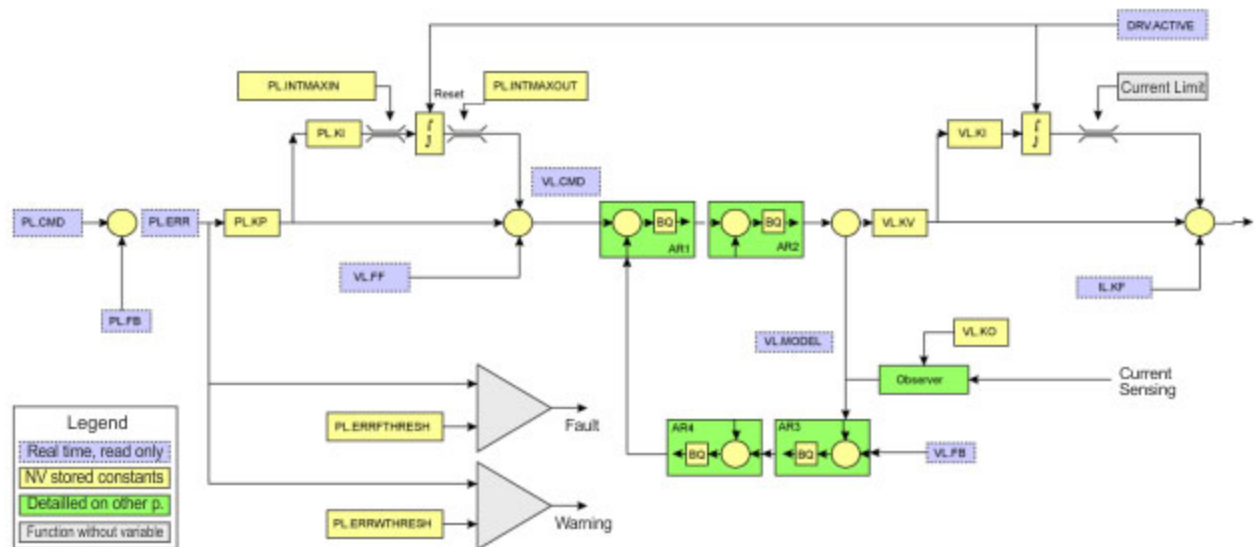 DRV.ACTIVE
PL.INTMAXIN
Reset
PL.INTMAXOUT
Current Limit
PL.KI
VL.KI
VL.CMD
PL.CMD
PL.ERR
PL.KP
BQ
AR1
BQ
AR2
VL.KV
VL.FF
IL.KF
PL.FB
VL.MODEL
VL.KO
Observer
Current
Sensing
Legend
Real time, read only
NV stored constants
Detailled on other p.
Function without variable
PL.ERRFTHRESH
Fault
AR4
BQ
AR3
BQ
VL.FB
PL.ERRWTHRESH
Warning